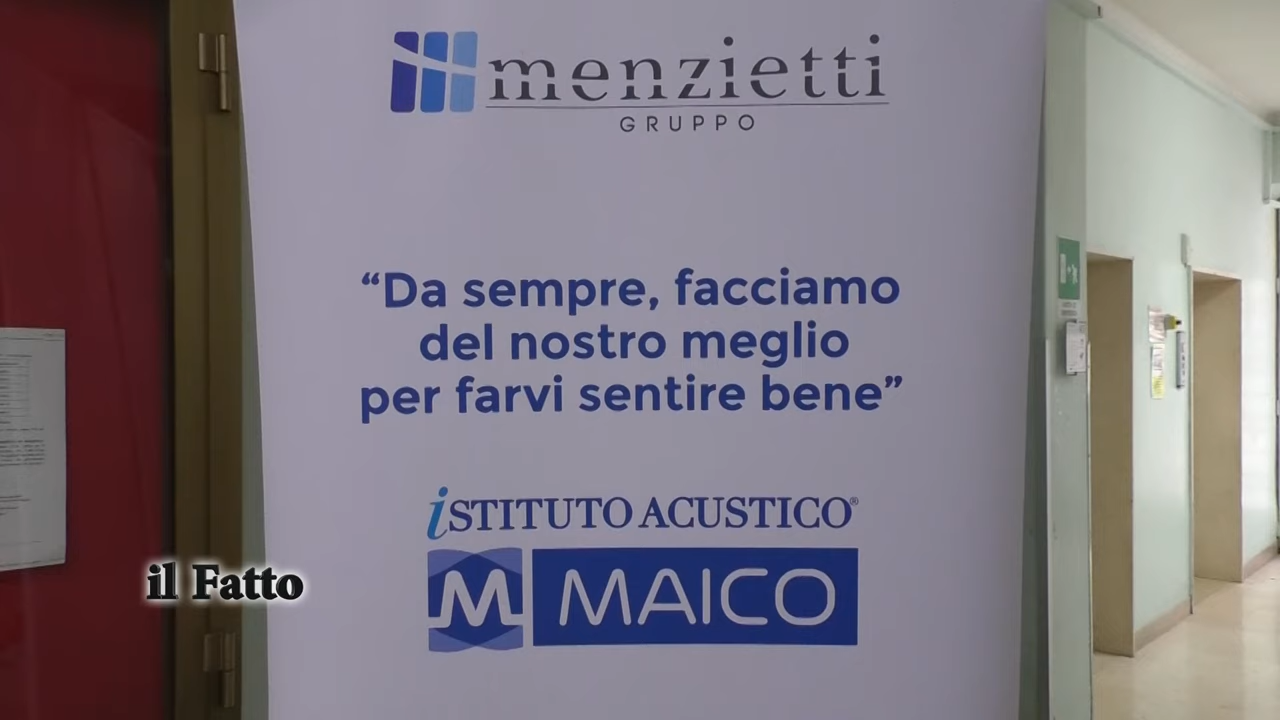 menzietti
GRUPPO
“Da sempre, facciamo
del nostro meglio
per farvi sentire bene”
iSTITUTO ACUSTICO®
M MAICO
il Fatto